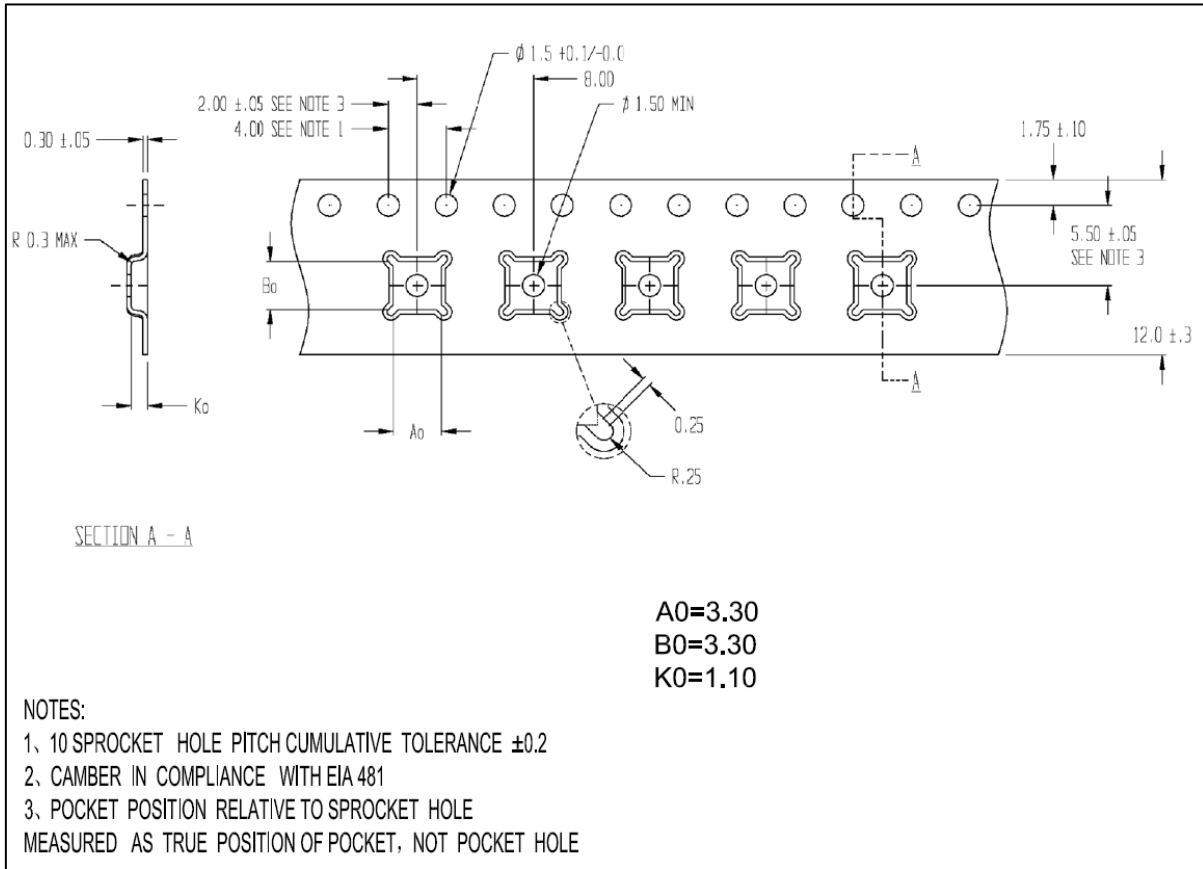 Ø 1.5 +0.1/-0.0
8.00
2.00 ±.05 SEE NOTE 3
Ø 1.50 MIN
4.00 SEE NOTE 1
0.30 ±.05
1.75 ±.10
A
R 0.3 MAX
5.50 ±.05
SEE NOTE 3
Bo
12.0 ±.3
A
Ko
Ao
0.25
R.25
SECTION A - A
A0=3.30
B0=3.30
K0=1.10
NOTES:
1、10 SPROCKET HOLE PITCH CUMULATIVE TOLERANCE ±0.2
2、CAMBER IN COMPLIANCE WITH EIA 481
3、POCKET POSITION RELATIVE TO SPROCKET HOLE
MEASURED AS TRUE POSITION OF POCKET, NOT POCKET HOLE